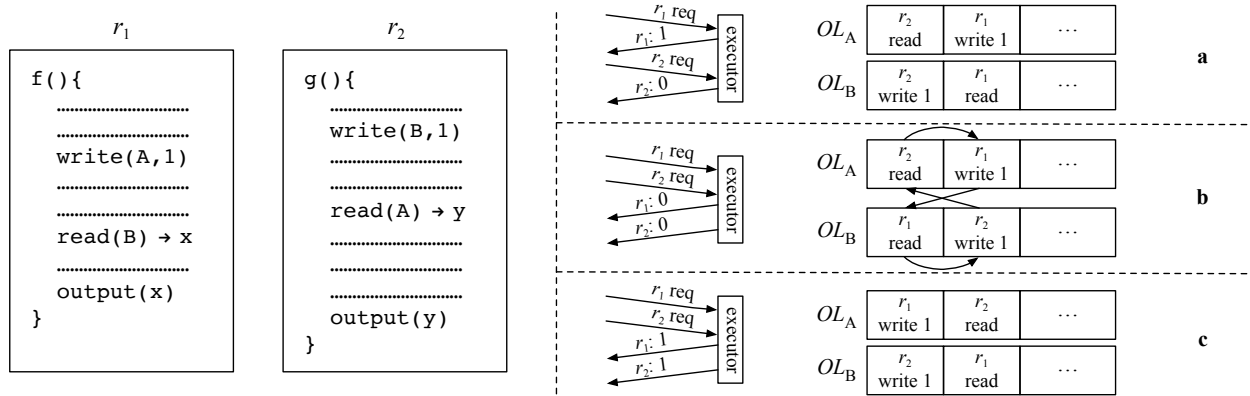 r1
f(){
write(A,1)
read(B) → x
output(x)
}
r2
g(){
write(B,1)
read(A) → y
output(y)
}
r1 req
r1: 1
r2 req
r2: 0
executor
OLA
r2 read
r1 write 1
...
OLB
r2 write 1
r1 read
...
a
r1 req
r2 req
r1: 0
r2: 0
executor
OLA
r2 read
r1 write 1
...
OLB
r1 read
r2 write 1
...
b
r1 req
r2 req
r1: 1
r2: 1
executor
OLA
r1 write 1
r2 read
...
OLB
r2 write 1
r1 read
...
c